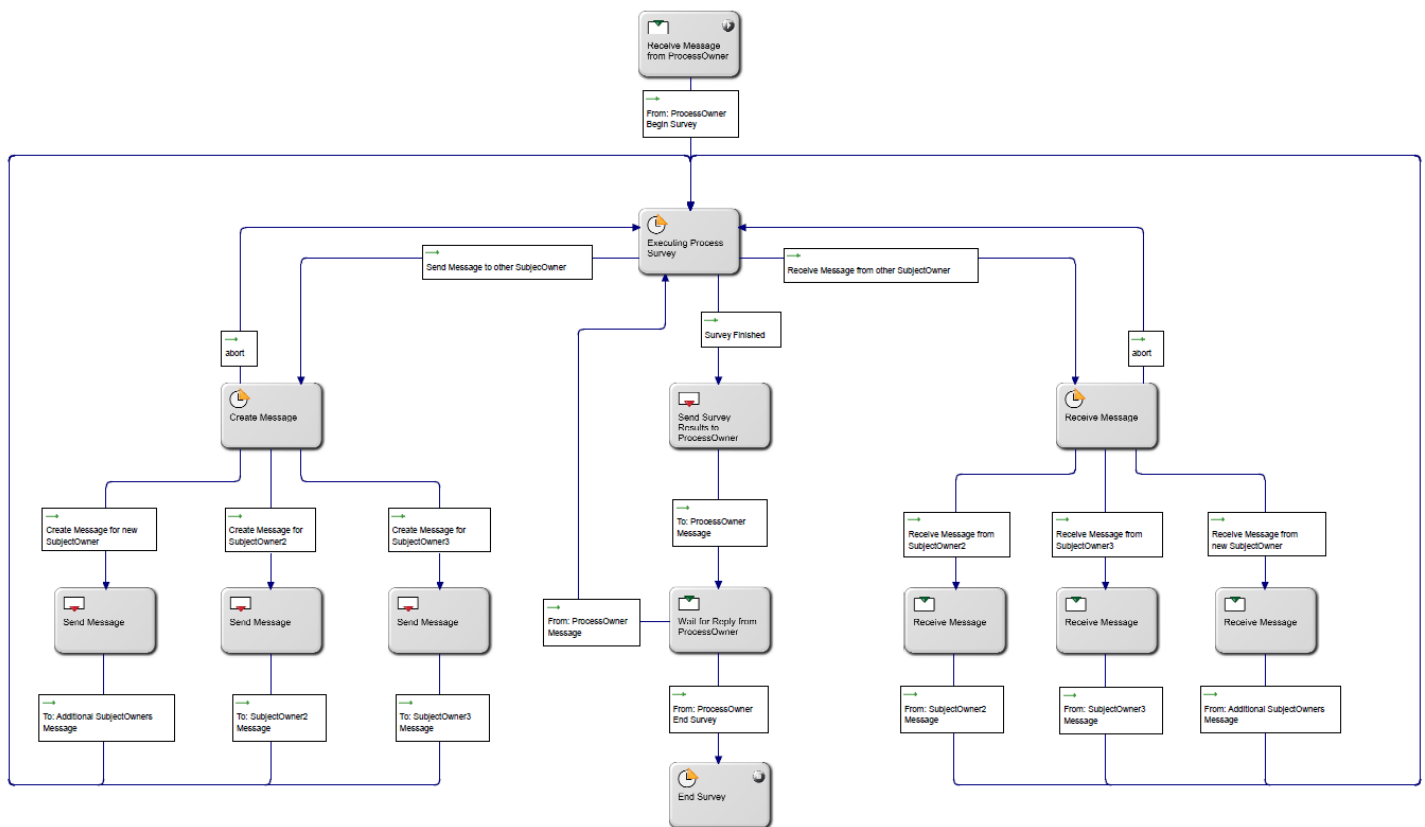 Receive Message
from ProcessOwner
From: ProcessOwner
Begin Survey
Executing Process
Survey
Send Message to other SubjecOwner
Receive Message from other SubjectOwner
Survey Finished
abort
abort
Create Message
Send Survey
Results to
ProcessOwner
Receive Message
Create Message for new
SubjectOwner
Create Message for
SubjectOwner2
Create Message for
SubjectOwner3
To: ProcessOwner
Message
Receive Message from
SubjectOwner2
Receive Message from
SubjectOwner3
Receive Message from
new SubjectOwner
Send Message
Send Message
Send Message
From: ProcessOwner
Message
Wait for Reply from
ProcessOwner
Receive Message
Receive Message
Receive Message
To: Additional SubjectOwners
Message
To: SubjectOwner2
Message
To: SubjectOwner3
Message
From: ProcessOwner
End Survey
From: SubjectOwner2
Message
From: SubjectOwner3
Message
From: Additional SubjectOwners
Message
End Survey